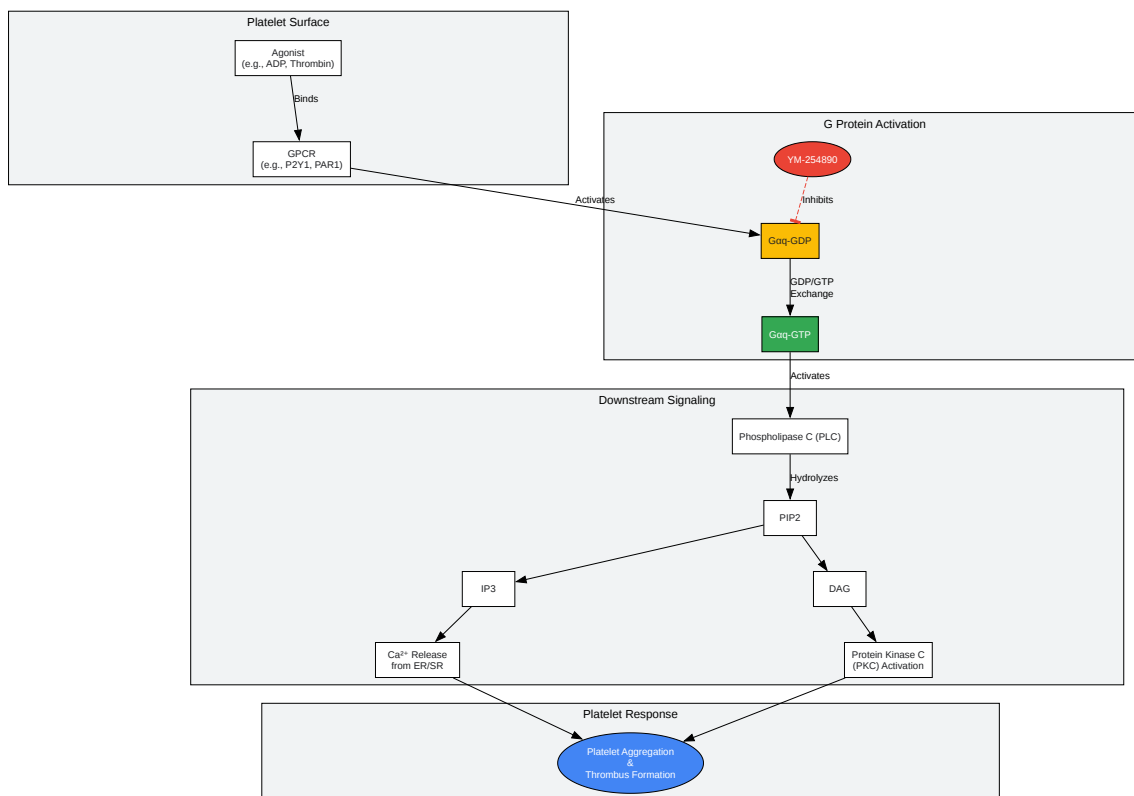 Platelet Surface
Agonist
(e.g., ADP, Thrombin)
Binds
GPCR
(e.g., P2Y1, PAR1)
Activates
G Protein Activation
YM-254890
Inhibits
Gαq-GDP
GDP/GTP
Exchange
Gαq-GTP
Activates
Downstream Signaling
Phospholipase C (PLC)
Hydrolyzes
PIP2
IP3
DAG
Ca²⁺ Release
from ER/SR
Protein Kinase C
(PKC) Activation
Platelet Response
Platelet Aggregation
&
Thrombus Formation